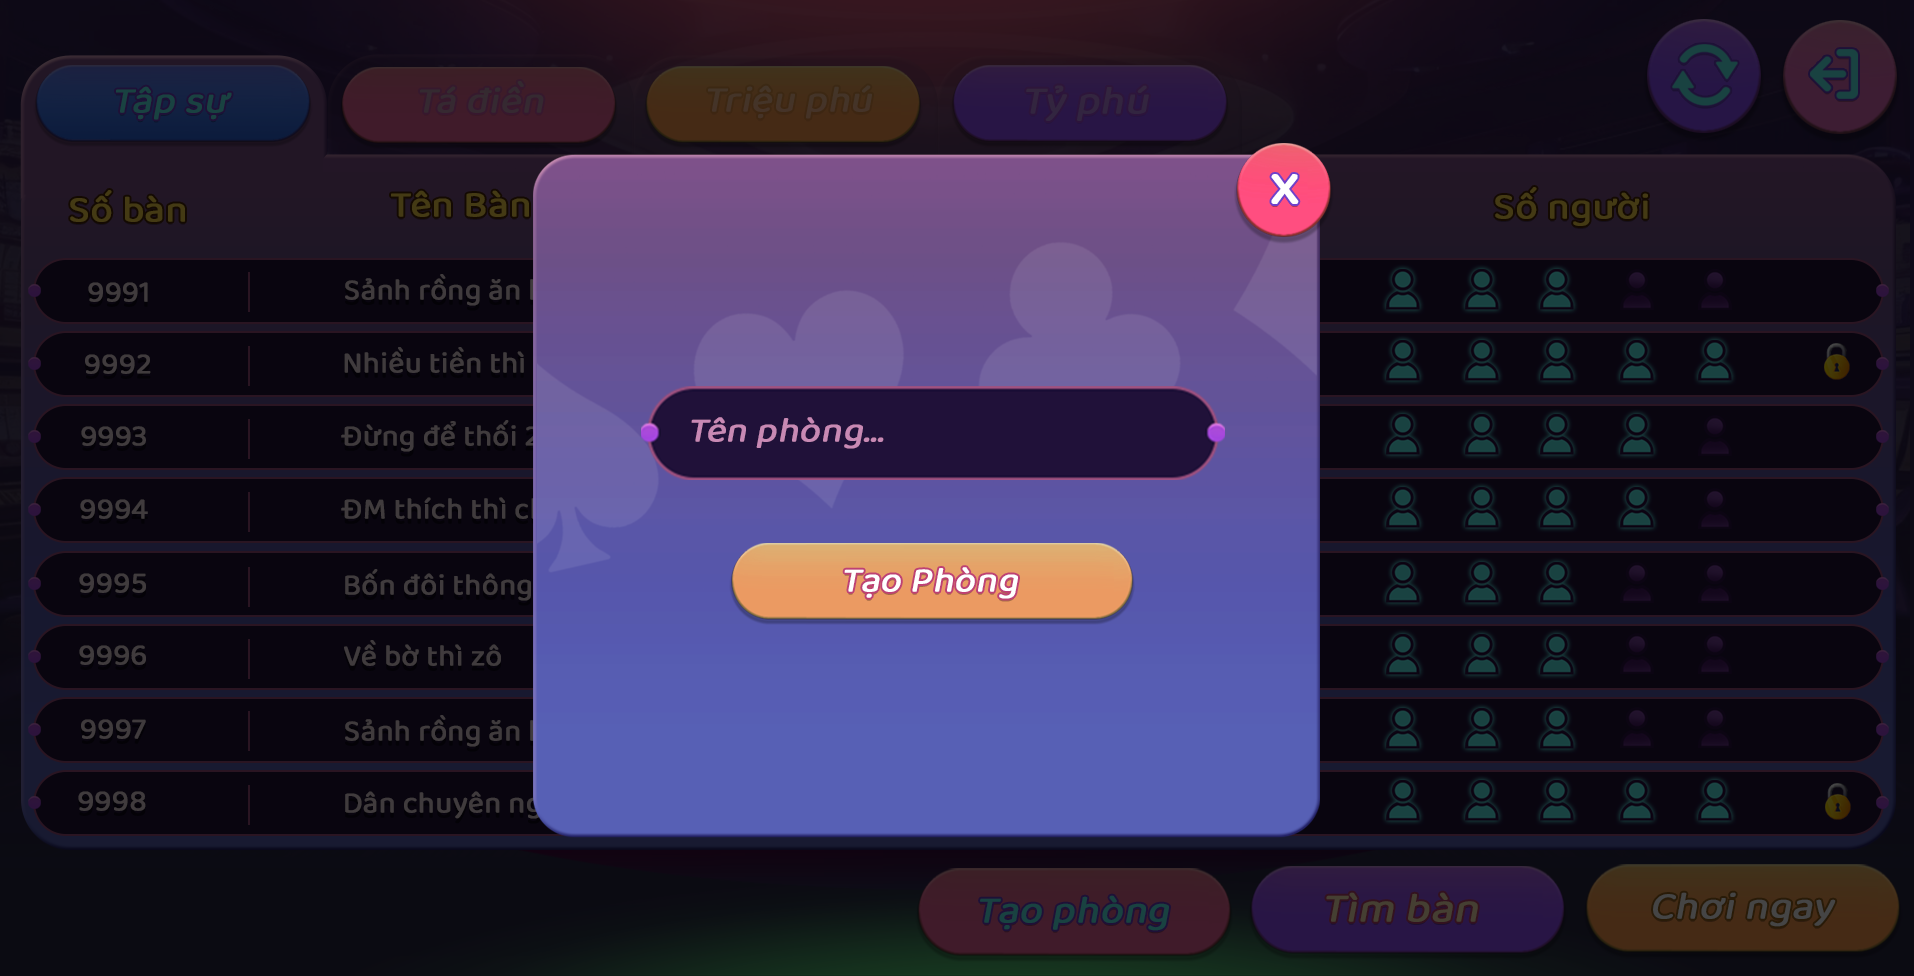 Tập sự
Tá điền
Triệu phú
Tỷ phú
Số bàn
Tên Bàn
Số người
X
9991
Sảnh rồng ăn
9992
Nhiều tiền thì
9993
Đừng để thối 2
9994
ĐM thích thì
9995
Bốn đôi thông
9996
Về bờ thì zô
9997
Sảnh rồng ăn
9998
Dân chuyên
Tên phòng...
Tạo Phòng
Tạo phòng
Tìm bàn
Chơi ngay